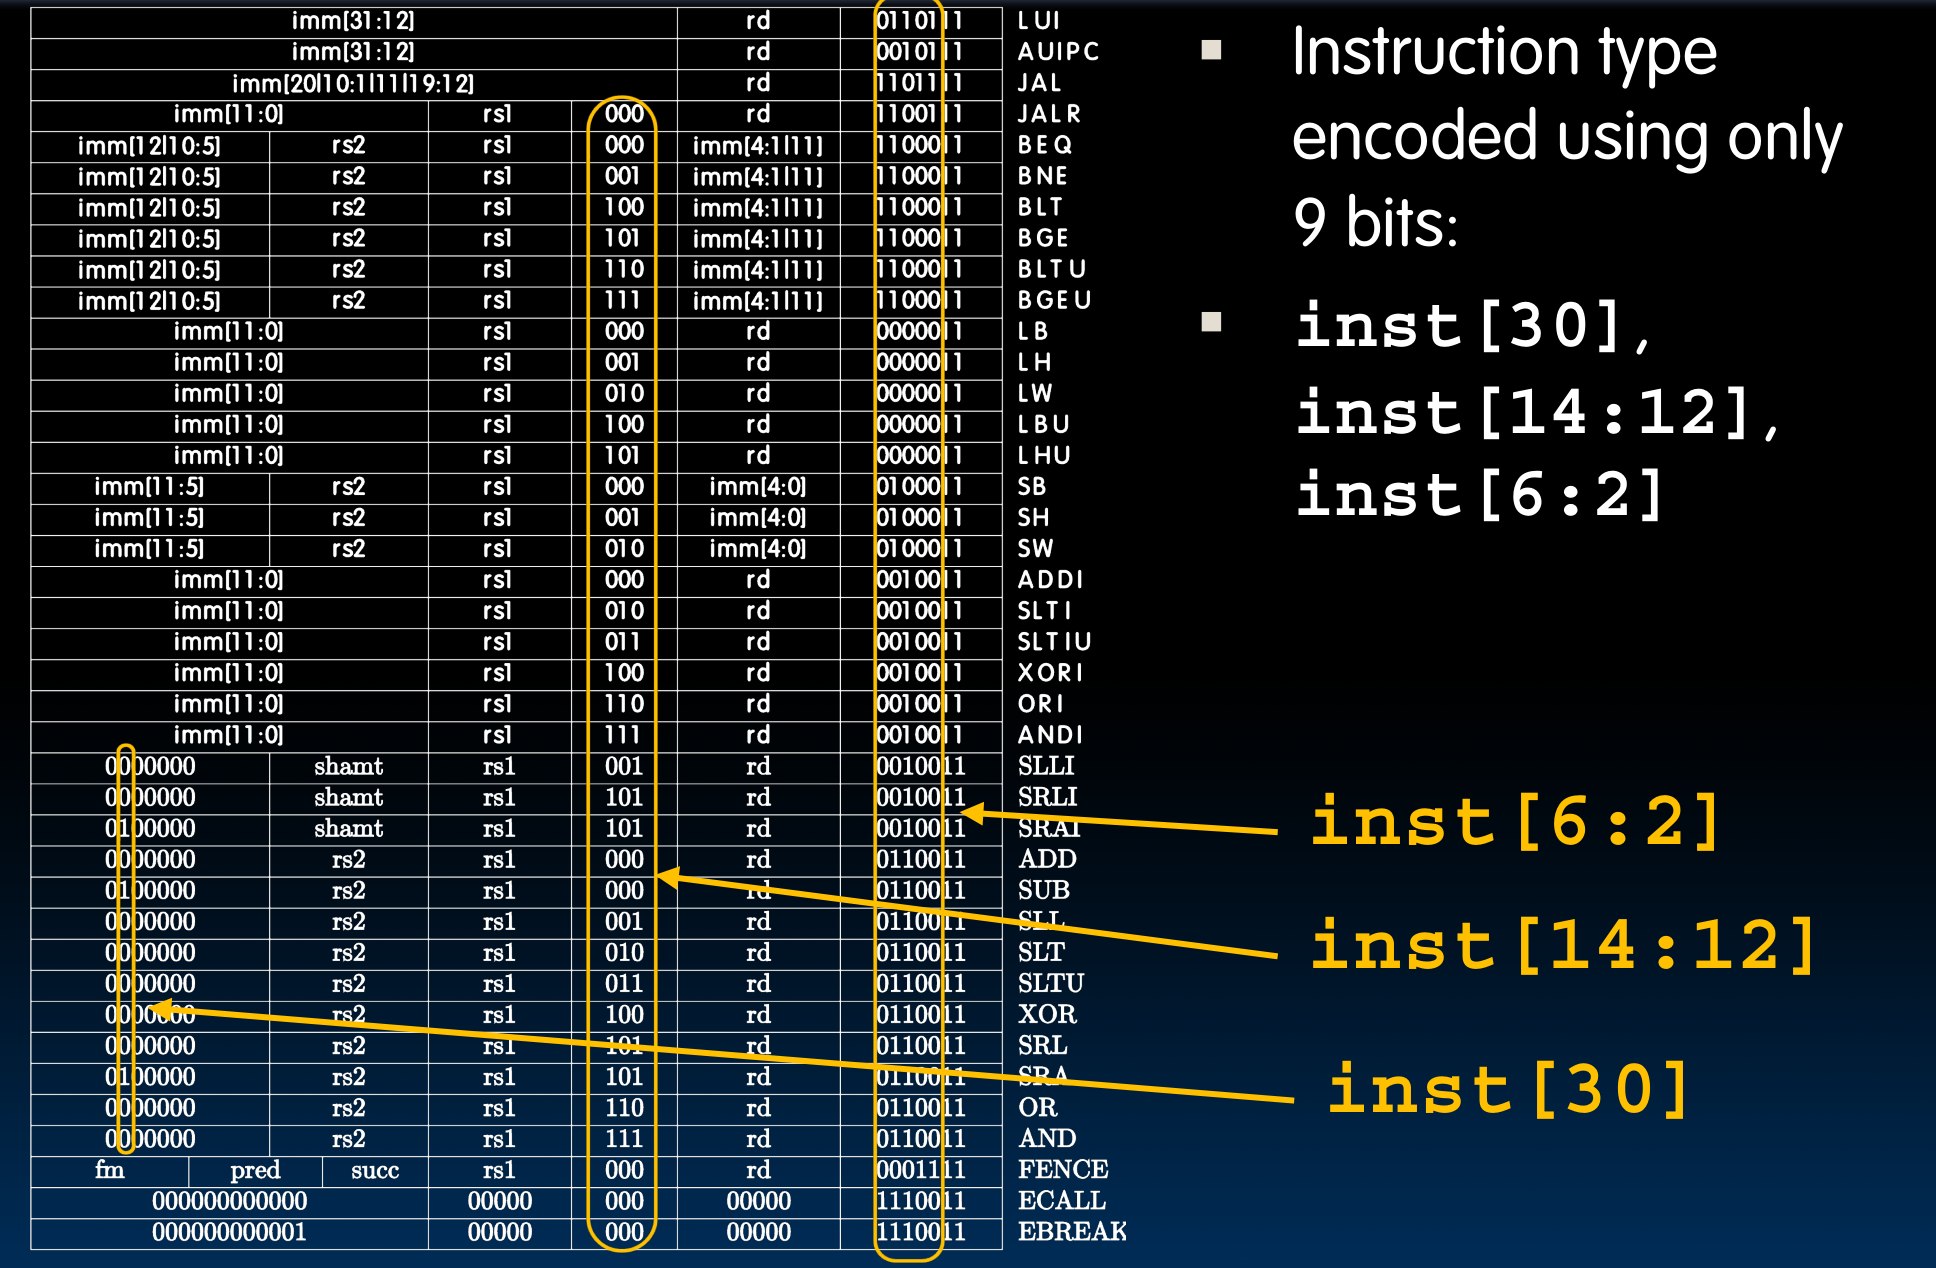 imm[31:12] rd 0110111 LUI
imm[31:12] rd 0010111 AUIPC
imm[20|10:1|11|19:12] rd 1101111 JAL
imm[11:0] rs1 000 rd 1100111 JALR
imm[12|10:5] rs2 rs1 000 imm[4:1|11] 1100011 BEQ
imm[12|10:5] rs2 rs1 001 imm[4:1|11] 1100011 BNE
imm[12|10:5] rs2 rs1 100 imm[4:1|11] 1100011 BLT
imm[12|10:5] rs2 rs1 101 imm[4:1|11] 1100011 BGE
imm[12|10:5] rs2 rs1 110 imm[4:1|11] 1100011 BLTU
imm[12|10:5] rs2 rs1 111 imm[4:1|11] 1100011 BGEU
imm[11:0] rs1 000 rd 0000011 LB
imm[11:0] rs1 001 rd 0000011 LH
imm[11:0] rs1 010 rd 0000011 LW
imm[11:0] rs1 100 rd 0000011 LBU
imm[11:0] rs1 101 rd 0000011 LHU
imm[11:5] rs2 rs1 000 imm[4:0] 0100011 SB
imm[11:5] rs2 rs1 001 imm[4:0] 0100011 SH
imm[11:5] rs2 rs1 010 imm[4:0] 0100011 SW
imm[11:0] rs1 000 rd 0010011 ADDI
imm[11:0] rs1 010 rd 0010011 SLTI
imm[11:0] rs1 011 rd 0010011 SLTIU
imm[11:0] rs1 100 rd 0010011 XORI
imm[11:0] rs1 110 rd 0010011 ORI
imm[11:0] rs1 111 rd 0010011 ANDI
0000000 shamt rs1 001 rd 0010011 SLLI
0000000 shamt rs1 101 rd 0010011 SRLI
0100000 shamt rs1 101 rd 0010011 SRAI
0000000 rs2 rs1 000 rd 0110011 ADD
0100000 rs2 rs1 000 rd 0110011 SUB
0000000 rs2 rs1 001 rd 0110011 SLL
0000000 rs2 rs1 010 rd 0110011 SLT
0000000 rs2 rs1 011 rd 0110011 SLTU
0000000 rs2 rs1 100 rd 0110011 XOR
0000000 rs2 rs1 101 rd 0110011 SRL
0100000 rs2 rs1 101 rd 0110011 SRA
0000000 rs2 rs1 110 rd 0110011 OR
0000000 rs2 rs1 111 rd 0110011 AND
fm pred succ rs1 000 rd 0001111 FENCE
000000000000 00000 000 00000 1110011 ECALL
000000000001 00000 000 00000 1110011 EBREAK
Instruction type
encoded using only
9 bits:
inst[30],
inst[14:12],
inst[6:2]
inst[6:2]
inst[14:12]
inst[30]